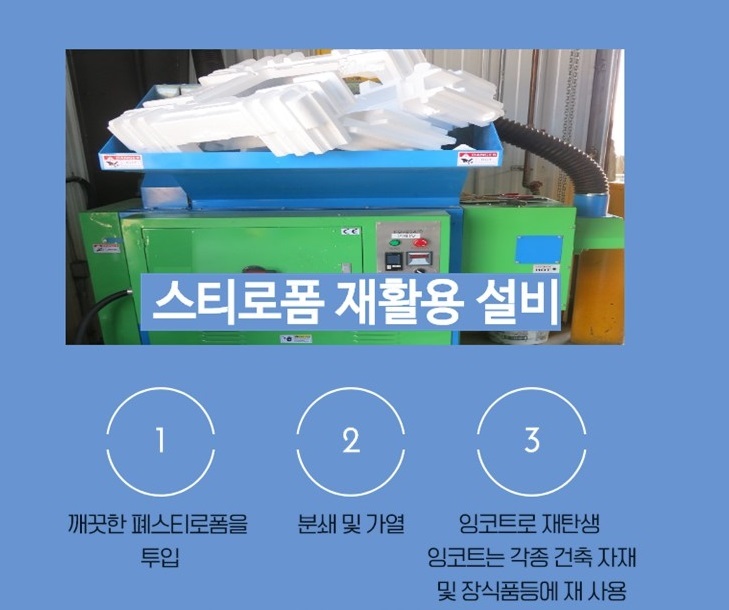 스티로폼 재활용 설비
1
2
3
깨끗한 폐스티로폼을
투입
분쇄 및 가열
잉코트로 재탄생
잉코트는 각종 건축 자재
및 장식품등에 재 사용